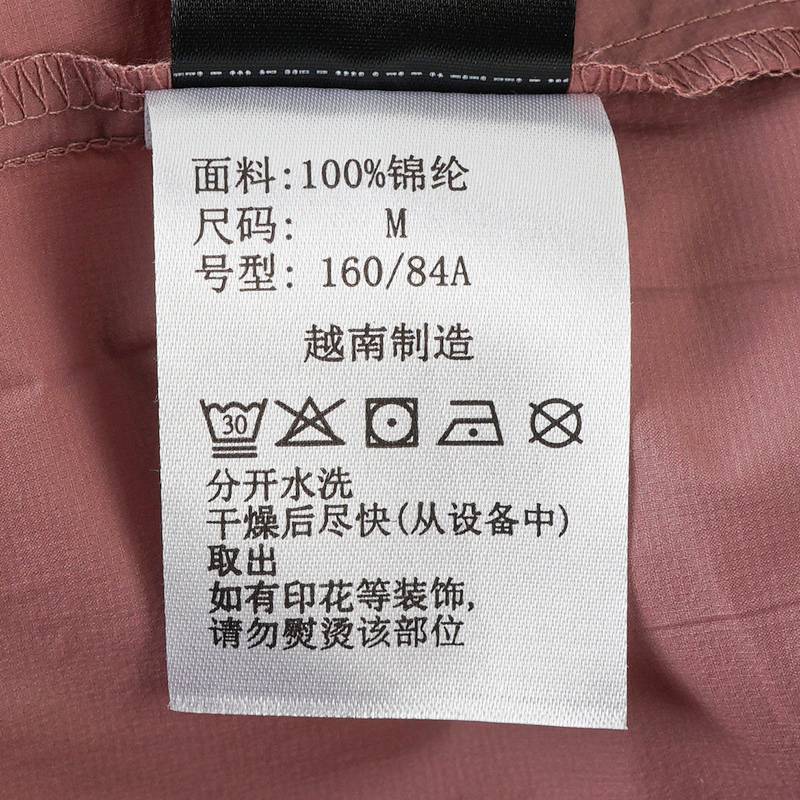 面料:100%锦纶
尺码: M
号型: 160/84A
越南制造
30
分开水洗
干燥后尽快(从设备中)
取出
如有印花等装饰,
请勿熨烫该部位